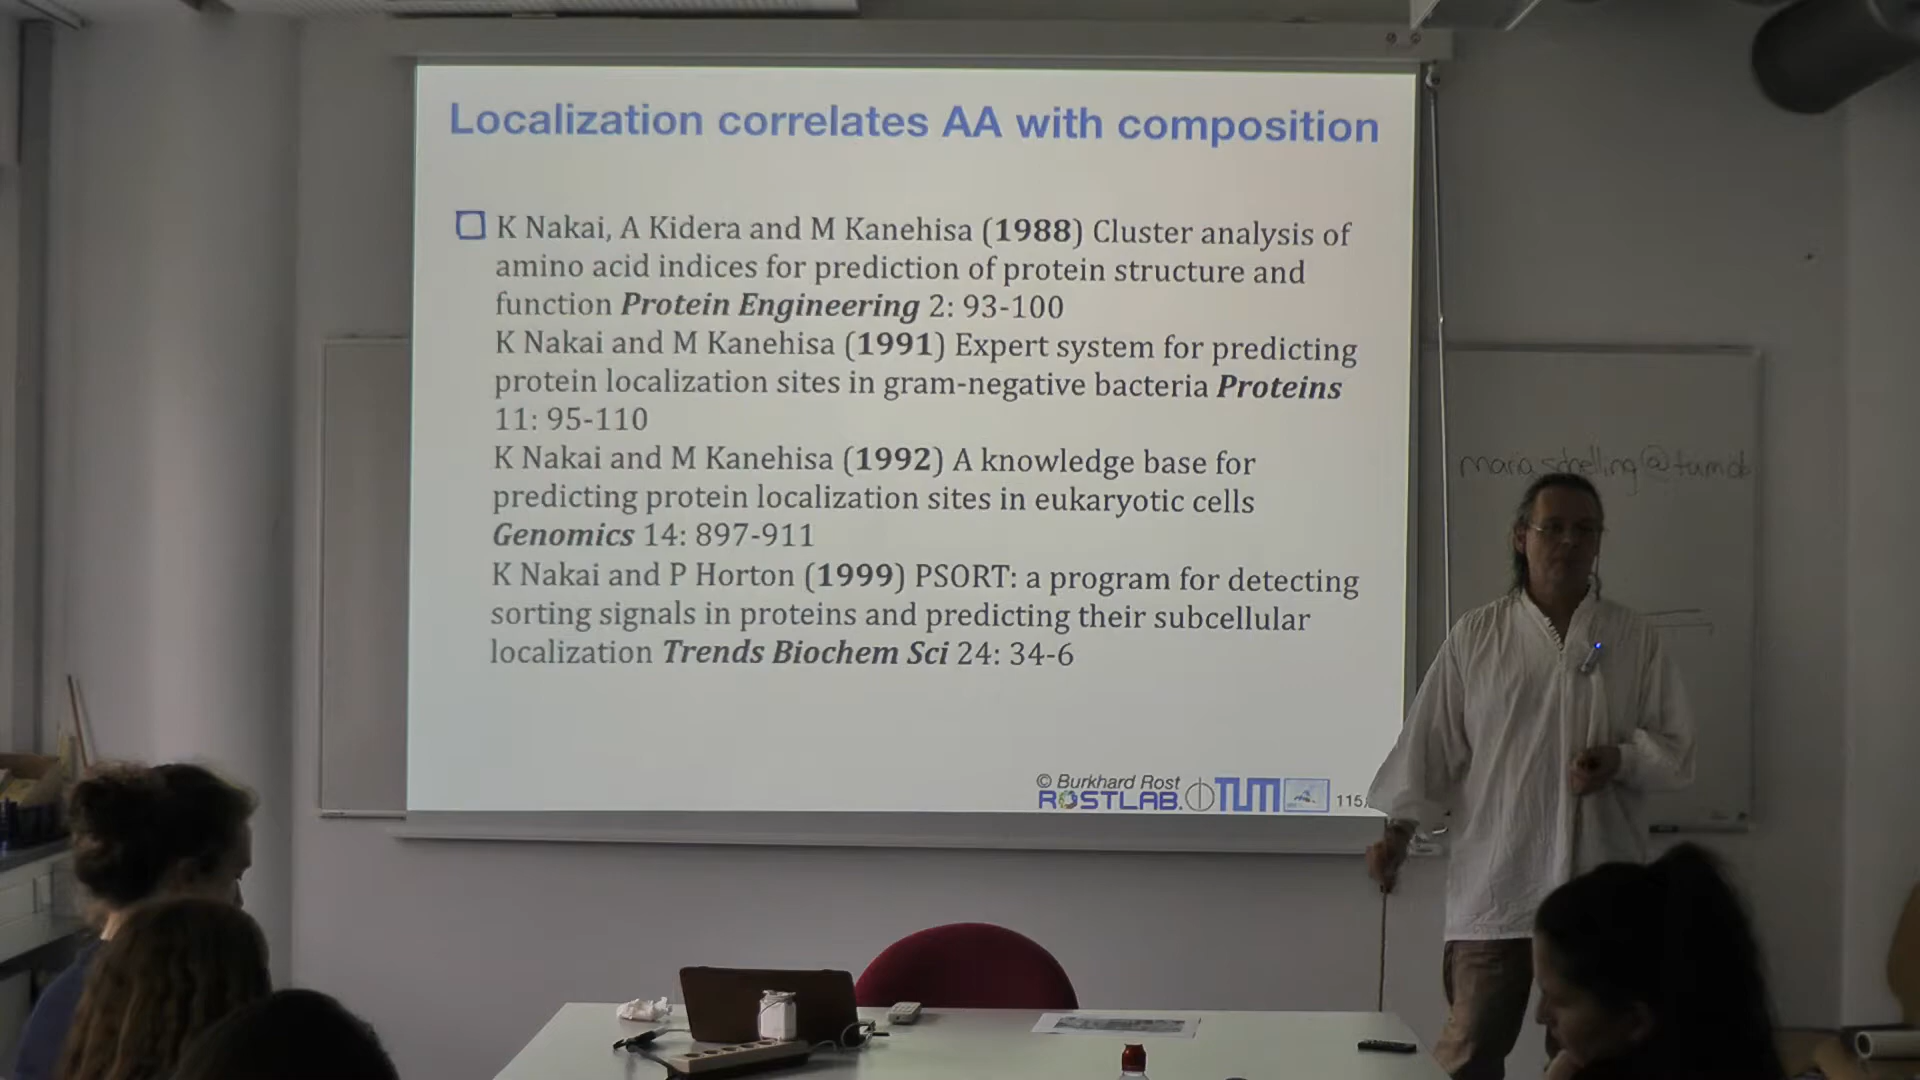 Localization correlates AA with composition
K Nakai, A Kidera and M Kanehisa (1988) Cluster analysis of
amino acid indices for prediction of protein structure and
function Protein Engineering 2: 93-100
K Nakai and M Kanehisa (1991) Expert system for predicting
protein localization sites in gram-negative bacteria Proteins
11: 95-110
K Nakai and M Kanehisa (1992) A knowledge base for
predicting protein localization sites in eukaryotic cells
Genomics 14: 897-911
K Nakai and P Horton (1999) PSORT: a program for detecting
sorting signals in proteins and predicting their subcellular
localization Trends Biochem Sci 24: 34-6
© Burkhard Rost
ROSTLAB. TUM 115
maria.schelling@tum.de